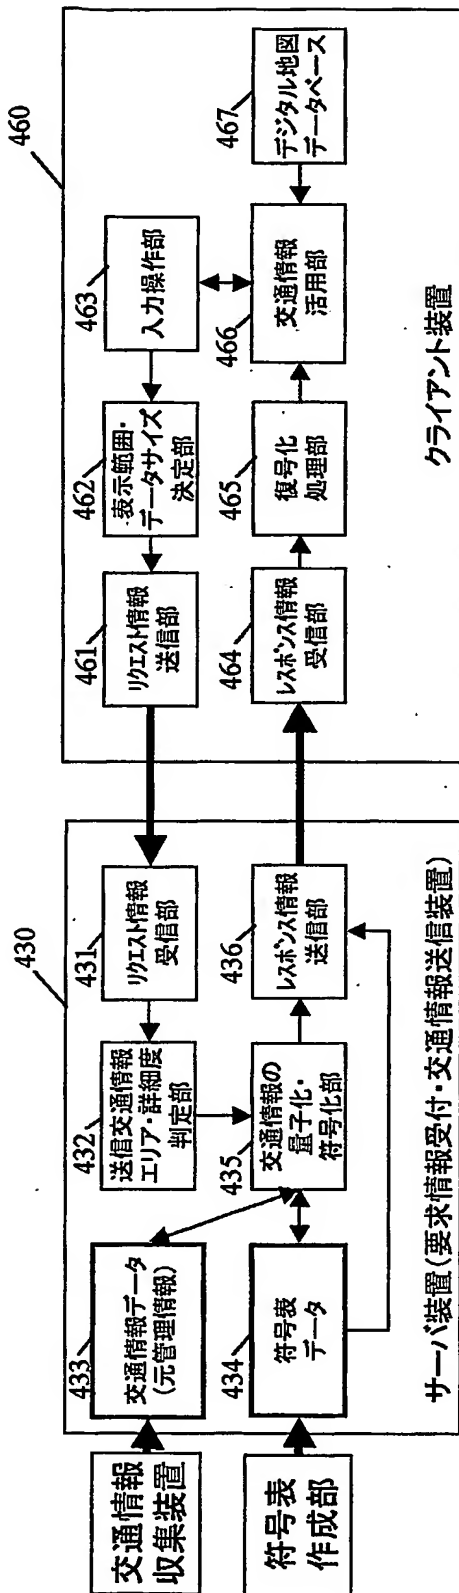 交通情報
収集装置
符号表
作成部
430
433
交通情報データ
(元管理情報)
434
符号表
データ
432
送信交通情報
エリア・詳細度
判定部
431
リクエスト情報
受信部
435
交通情報の
量子化・
符号化部
436
レスポンス情報
送信部
サーバ装置(要求情報受付・交通情報送信装置)
460
461
リクエスト情報
送信部
462
表示範囲・
データサイズ
決定部
463
入力操作部
464
レスポンス情報
受信部
465
復号化
処理部
466
交通情報
活用部
467
デジタル地図
データベース
クライアント装置